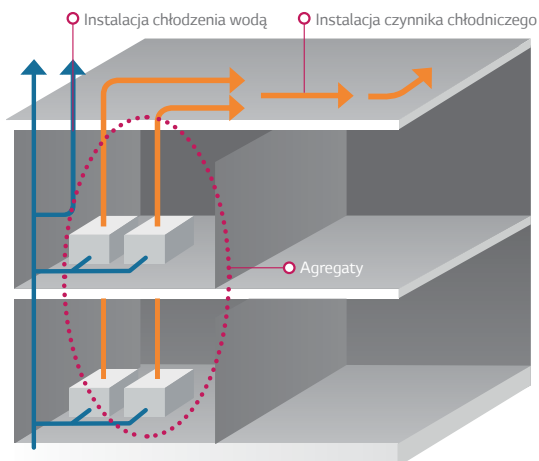 Instalacja chłodzenia wodą
Instalacja czynnika chłodniczego
Agregaty